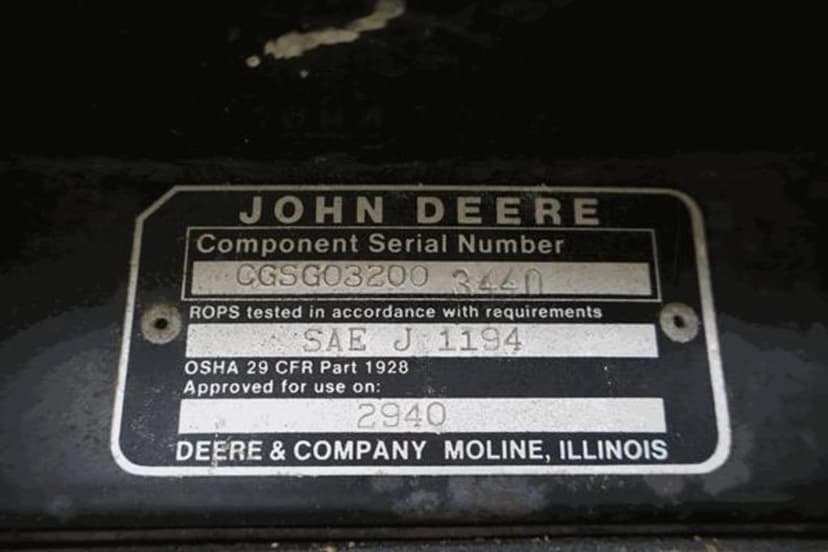 JOHN DEERE
Component Serial Number
CGSG03200 3440
ROPS tested in accordance with requirements
SAE J 1194
OSHA 29 CFR Part 1928
Approved for use on:
2940
DEERE & COMPANY MOLINE, ILLINOIS